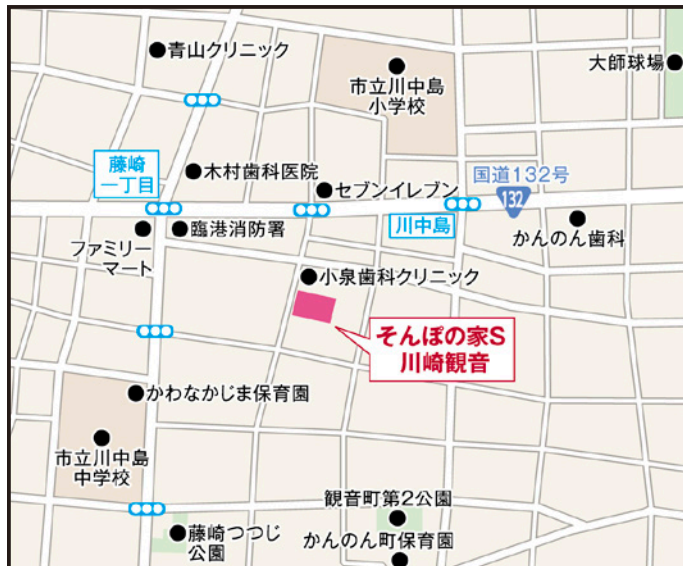 青山クリニック
市立川中島
小学校
大師球場
藤崎
一丁目
木村歯科医院
セブンイレブン
国道132号
132
川中島
かんのん歯科
ファミリー
マート
臨港消防署
小泉歯科クリニック
そんぽの家S
川崎観音
かわなかじま保育園
市立川中島
中学校
観音町第2公園
藤崎つつじ
公園
かんのん町保育園